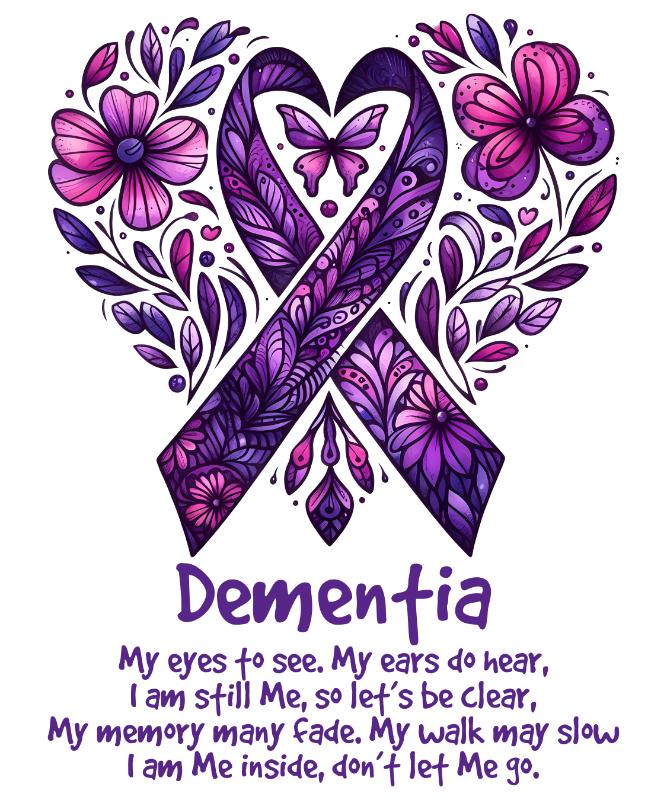 Dementia
My eyes to see. My ears do hear,
I am still Me, so let's be clear,
My memory many fade. My walk may slow
I am Me inside, don't let Me go.